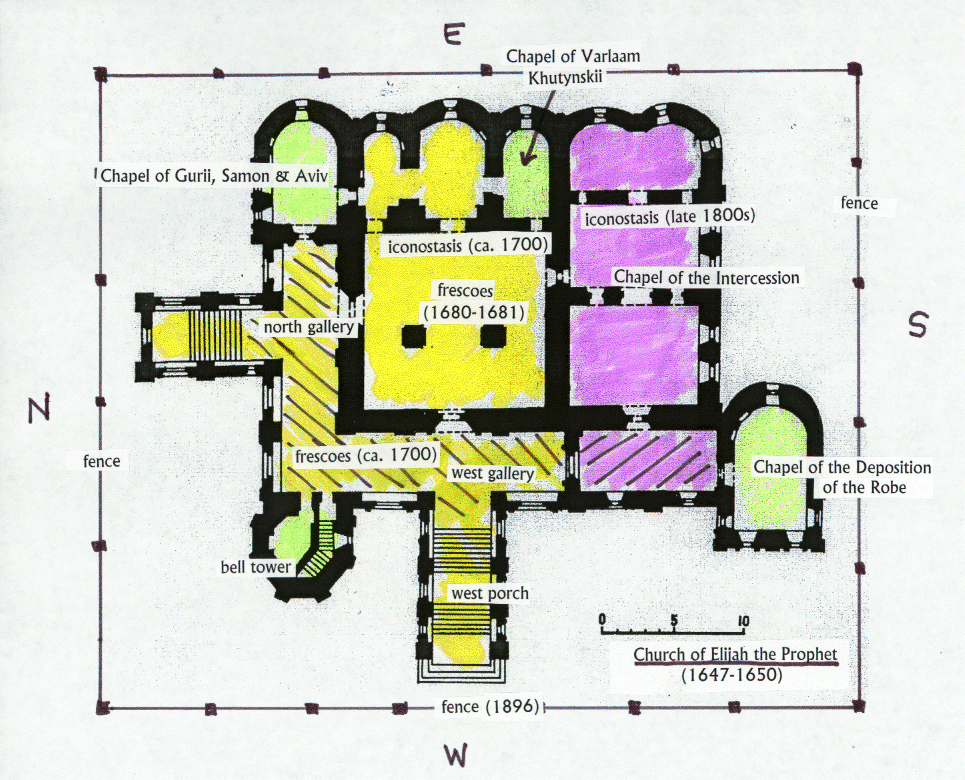 E
Chapel of Varlaam
Khutynskii
Chapel of Gurii, Samon & Aviv
iconostasis (late 1800s)
fence
iconostasis (ca. 1700)
Chapel of the Intercession
frescoes
(1680-1681)
north gallery
S
N
frescoes (ca. 1700)
fence
west gallery
Chapel of the Deposition
of the Robe
bell tower
west porch
0 5 10
Church of Elijah the Prophet
(1647-1650)
fence (1896)
W